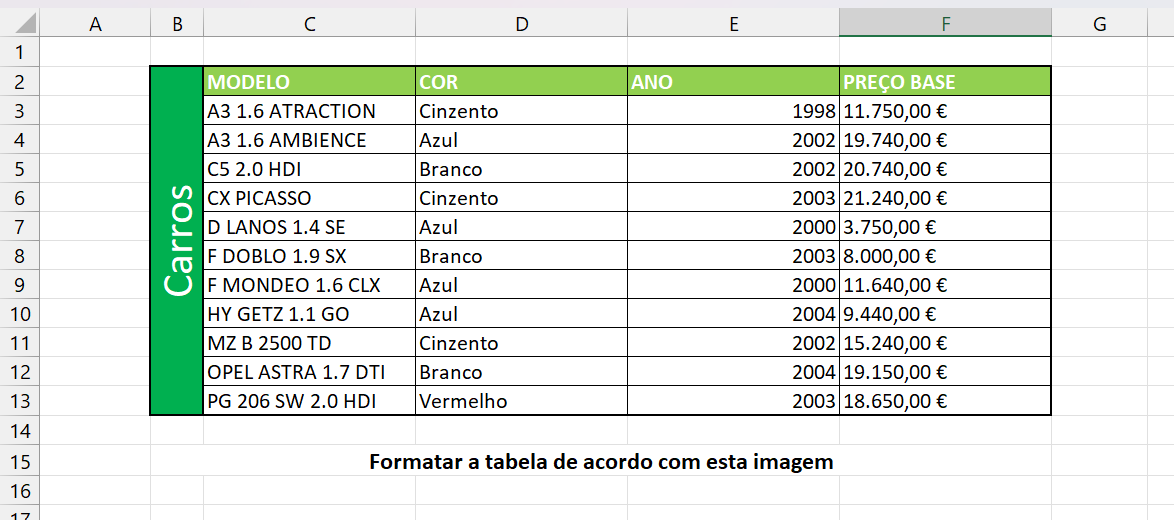 A B C D E F G
1
2 MODELO COR ANO PREÇO BASE
3 A3 1.6 ATRACTION Cinzento 1998 11.750,00 €
4 A3 1.6 AMBIENCE Azul 2002 19.740,00 €
5 C5 2.0 HDI Branco 2002 20.740,00 €
6 CX PICASSO Cinzento 2003 21.240,00 €
7 D LANOS 1.4 SE Azul 2000 3.750,00 €
8 F DOBLO 1.9 SX Branco 2003 8.000,00 €
9 F MONDEO 1.6 CLX Azul 2000 11.640,00 €
10 HY GETZ 1.1 GO Azul 2004 9.440,00 €
11 MZ B 2500 TD Cinzento 2002 15.240,00 €
12 OPEL ASTRA 1.7 DTI Branco 2004 19.150,00 €
13 PG 206 SW 2.0 HDI Vermelho 2003 18.650,00 €
Carros
14
15 Formatar a tabela de acordo com esta imagem
16
17